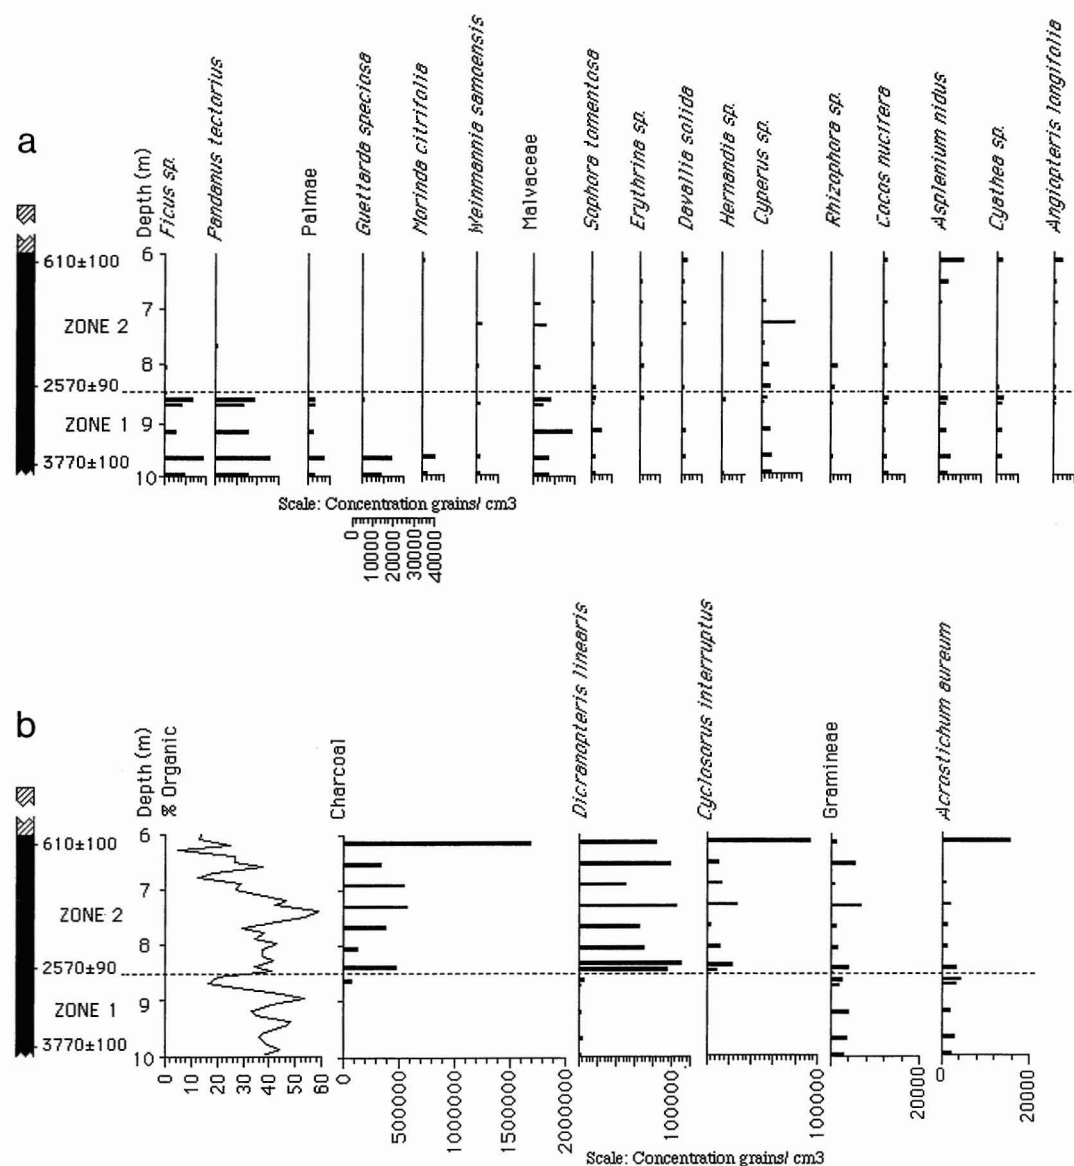 a
Depth (m)
Ficus sp.
Pandanus tectorius
Palmae
Guettarda speciosa
Morinda citrifolia
Weinmannia samoensis
Malvaceae
Sophora tomentosa
Erythrina sp.
Davallia solida
Hernandia sp.
Cyperus sp.
Rhizophora sp.
Cocos nucifera
Asplenium nidus
Cyathea sp.
Angiopteris longifolia
610±100
ZONE 2
2570±90
ZONE 1
3770±100
6
7
8
9
10
Scale: Concentration grains/ cm3
0
10000
20000
30000
40000
b
Depth (m)
% Organic
Charcoal
Dicranopteris linearis
Cyclosorus interruptus
Gramineae
Acrostichum aureum
610±100
ZONE 2
2570±90
ZONE 1
3770±100
6
7
8
9
10
0
10
20
30
40
50
60
0
5000000
10000000
15000000
20000000
1000000
1000000
20000
0
20000
Scale: Concentration grains/ cm3